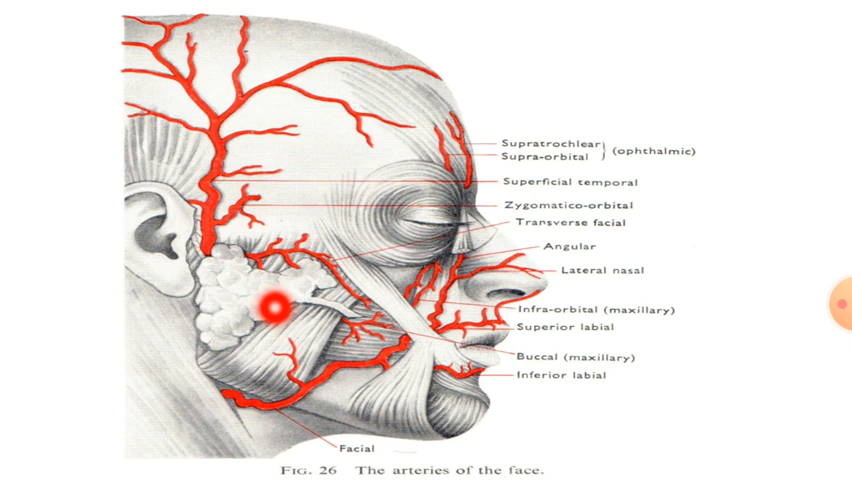 Supratrochlear
Supra-orbital
(ophthalmic)
Superficial temporal
Zygomatico-orbital
Transverse facial
Angular
Lateral nasal
Infra-orbital (maxillary)
Superior labial
Buccal (maxillary)
Inferior labial
Facial
FIG. 26 The arteries of the face.